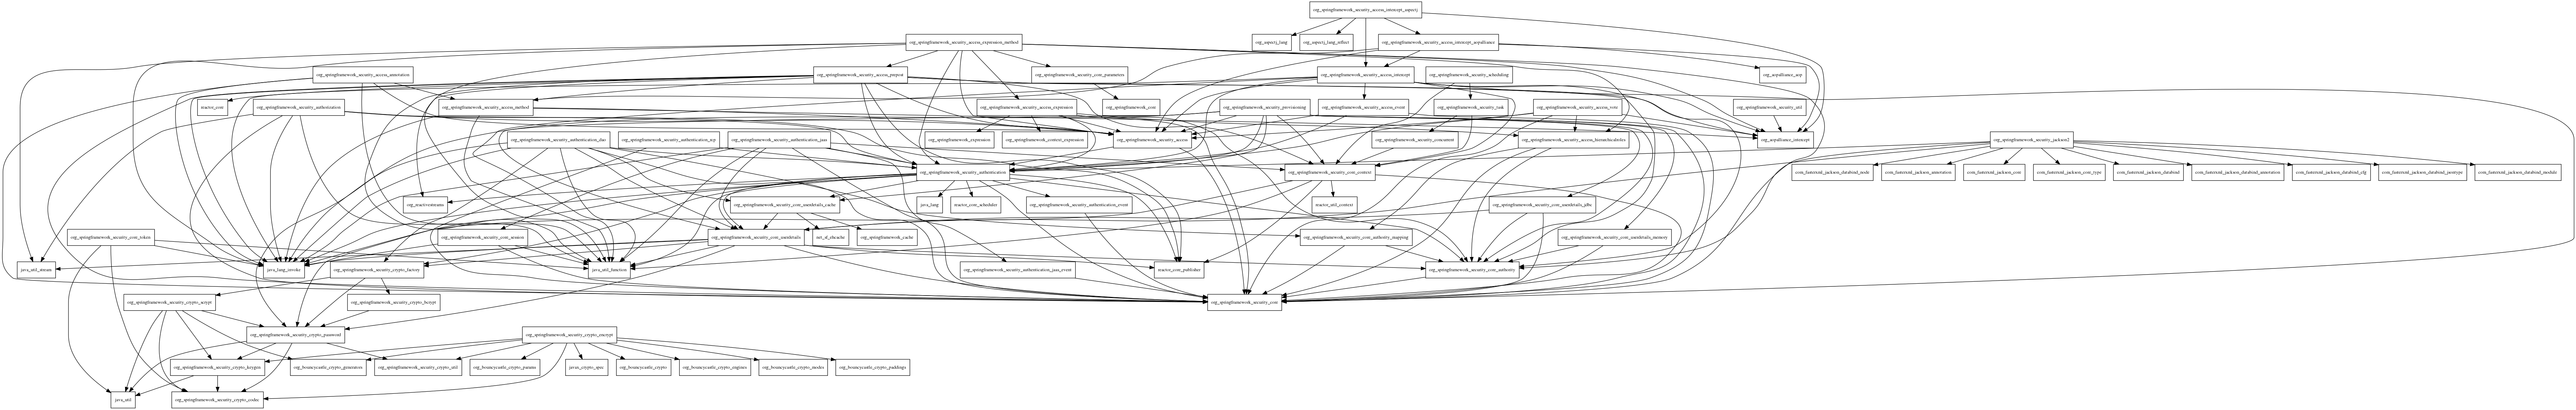 org_springframework_security_access_intercept_aspectj
org_springframework_security_access_expression_method
org_aspectj_lang
org_aspectj_lang_reflect
org_springframework_security_access_intercept_aopalliance
org_springframework_security_access_annotation
org_springframework_security_access_prepost
org_springframework_security_core_parameters
org_springframework_security_access_intercept
org_springframework_security_scheduling
org_aopalliance_aop
reactor_core
org_springframework_security_authorization
org_springframework_security_access_method
org_springframework_security_access_expression
org_springframework_core
org_springframework_security_provisioning
org_springframework_security_access_event
org_springframework_security_task
org_springframework_security_access_vote
org_springframework_security_util
org_springframework_security_authentication_dao
org_springframework_security_authentication_rcp
org_springframework_security_authentication_jaas
org_springframework_expression
org_springframework_context_expression
org_springframework_security_access
org_springframework_security_concurrent
org_springframework_security_access_hierarchicalroles
org_aopalliance_intercept
org_springframework_security_jackson2
org_springframework_security_authentication
org_springframework_security_core_context
com_fasterxml_jackson_databind_node
com_fasterxml_jackson_annotation
com_fasterxml_jackson_core
com_fasterxml_jackson_core_type
com_fasterxml_jackson_databind
com_fasterxml_jackson_databind_annotation
com_fasterxml_jackson_databind_cfg
com_fasterxml_jackson_databind_jsontype
com_fasterxml_jackson_databind_module
org_reactivestreams
org_springframework_security_core_userdetails_cache
java_lang
reactor_core_scheduler
org_springframework_security_authentication_event
reactor_util_context
org_springframework_security_core_userdetails_jdbc
org_springframework_security_core_token
org_springframework_security_core_session
org_springframework_security_core_userdetails
net_sf_ehcache
org_springframework_cache
org_springframework_security_core_authority_mapping
org_springframework_security_core_userdetails_memory
java_util_stream
java_lang_invoke
org_springframework_security_crypto_factory
java_util_function
org_springframework_security_authentication_jaas_event
reactor_core_publisher
org_springframework_security_core_authority
org_springframework_security_crypto_scrypt
org_springframework_security_crypto_bcrypt
org_springframework_security_core
org_springframework_security_crypto_password
org_springframework_security_crypto_encrypt
org_springframework_security_crypto_keygen
org_bouncycastle_crypto_generators
org_springframework_security_crypto_util
org_bouncycastle_crypto_params
javax_crypto_spec
org_bouncycastle_crypto
org_bouncycastle_crypto_engines
org_bouncycastle_crypto_modes
org_bouncycastle_crypto_paddings
java_util
org_springframework_security_crypto_codec